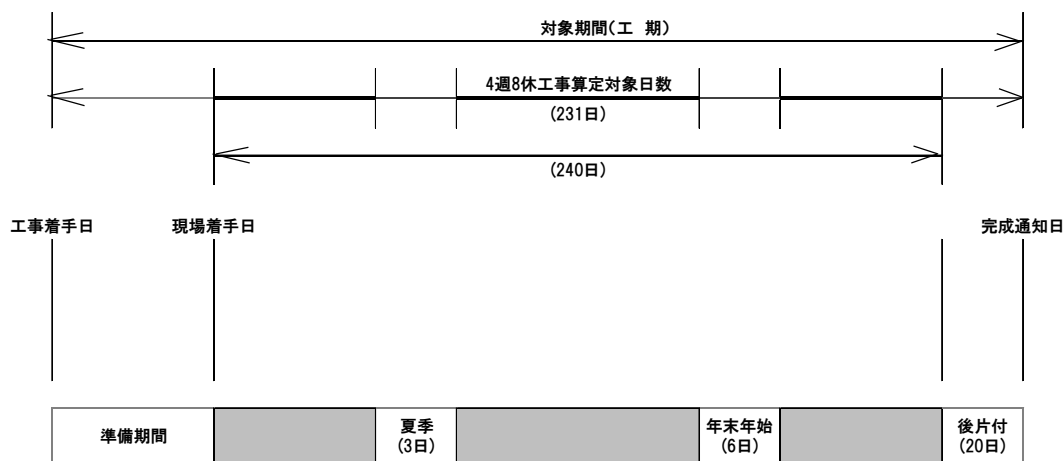 対象期間(工　期)
4週8休工事算定対象日数
(231日)
(240日)
工事着手日
現場着手日
完成通知日
準備期間
夏季
(3日)
年末年始
(6日)
後片付
(20日)